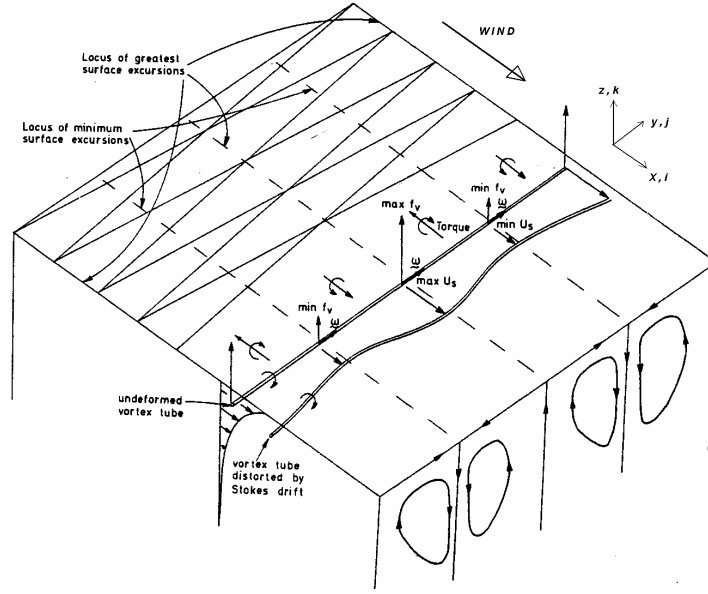 WIND
Locus of greatest
surface excursions
z,k
y,j
X,i
Locus of minimum
surface excursions
min f_v
max f_v
Torque
ω
min U_s
ω
max U_s
min f_v
ω
undeformed
vortex tube
vortex tube
distorted by
Stokes drift